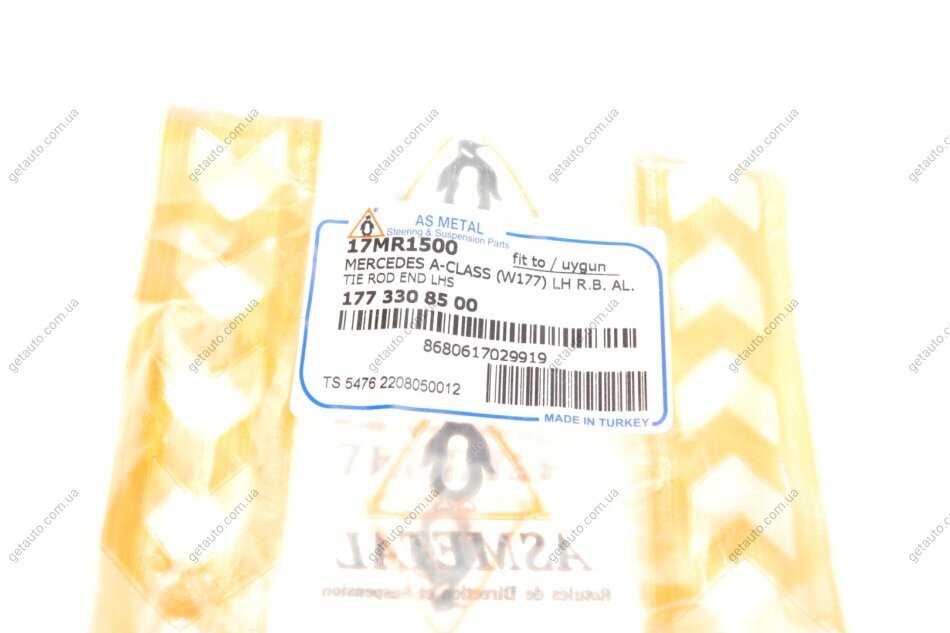 AS METAL
Steering & Suspension Parts
17MR1500
fit to / uygun
MERCEDES A-CLASS (W177) LH R.B. AL.
TIE ROD END LHS
177 330 85 00
8680617029919
TS 5476 2208050012
MADE IN TURKEY
ASMETAL
Rotules de Direction et Suspension
getauto.com.ua